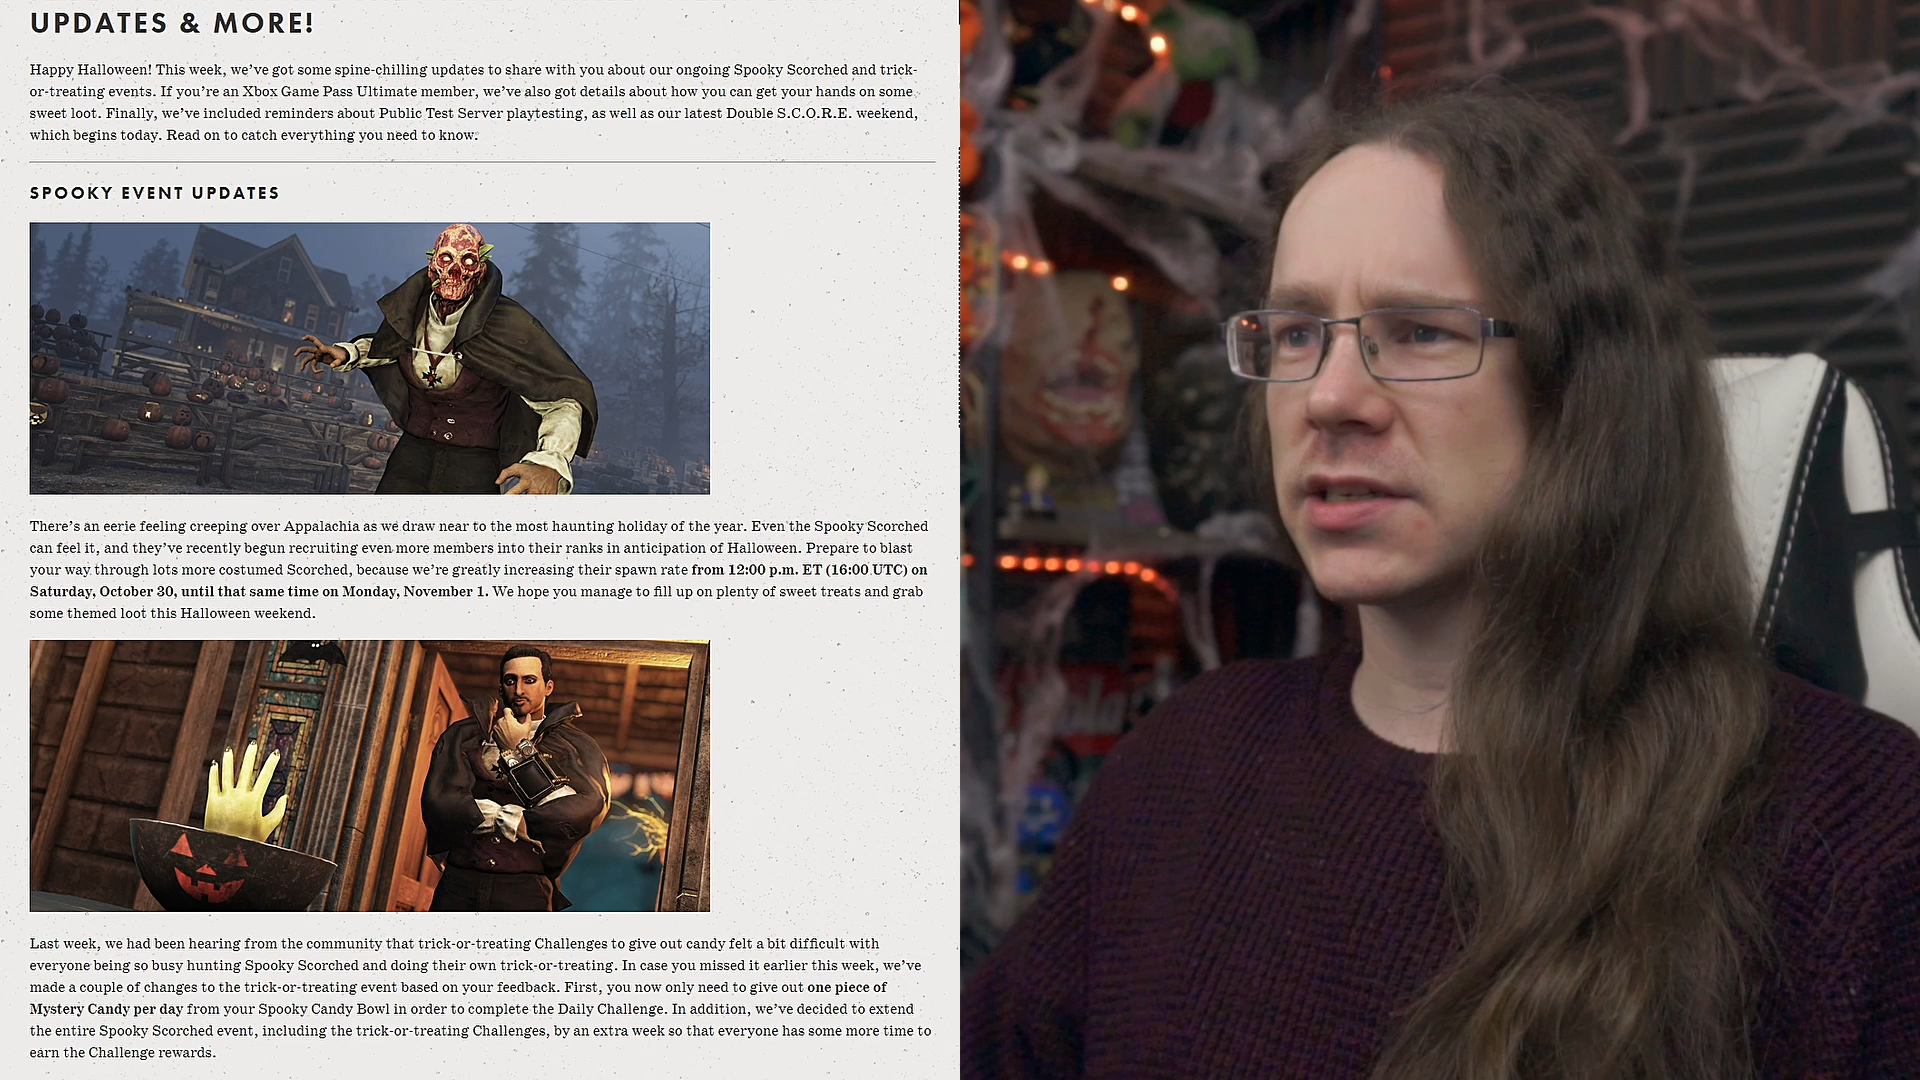 UPDATES & MORE!
Happy Halloween! This week, we’ve got some spine-chilling updates to share with you about our ongoing Spooky Scorched and trick-
or-treating events. If you’re an Xbox Game Pass Ultimate member, we’ve also got details about how you can get your hands on some
sweet loot. Finally, we’ve included reminders about Public Test Server playtesting, as well as our latest Double S.C.O.R.E. weekend,
which begins today. Read on to catch everything you need to know.
SPOOKY EVENT UPDATES
There’s an eerie feeling creeping over Appalachia as we draw near to the most haunting holiday of the year. Even the Spooky Scorched
can feel it, and they’ve recently begun recruiting even more members into their ranks in anticipation of Halloween. Prepare to blast
your way through lots more costumed Scorched, because we’re greatly increasing their spawn rate from 12:00 p.m. ET (16:00 UTC) on
Saturday, October 30, until that same time on Monday, November 1. We hope you manage to fill up on plenty of sweet treats and grab
some themed loot this Halloween weekend.
Last week, we had been hearing from the community that trick-or-treating Challenges to give out candy felt a bit difficult with
everyone being so busy hunting Spooky Scorched and doing their own trick-or-treating. In case you missed it earlier this week, we’ve
made a couple of changes to the trick-or-treating event based on your feedback. First, you now only need to give out one piece of
Mystery Candy per day from your Spooky Candy Bowl in order to complete the Daily Challenge. In addition, we’ve decided to extend
the entire Spooky Scorched event, including the trick-or-treating Challenges, by an extra week so that everyone has some more time to
earn the Challenge rewards.